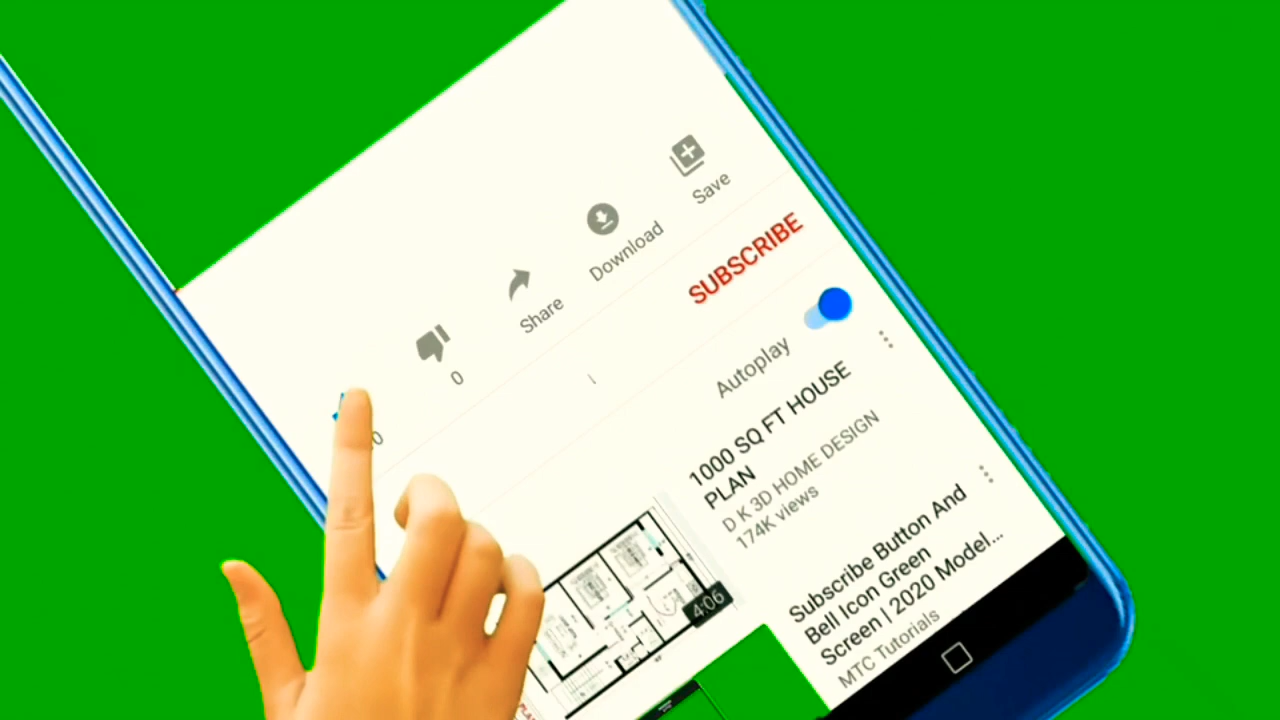 0
0
Share
Download
Save
SUBSCRIBE
Autoplay
1000 SQ FT HOUSE
PLAN
D K 3D HOME DESIGN
174K views
4:06
Subscribe Button And
Bell Icon Green
Screen | 2020 Model...
MTC Tutorials